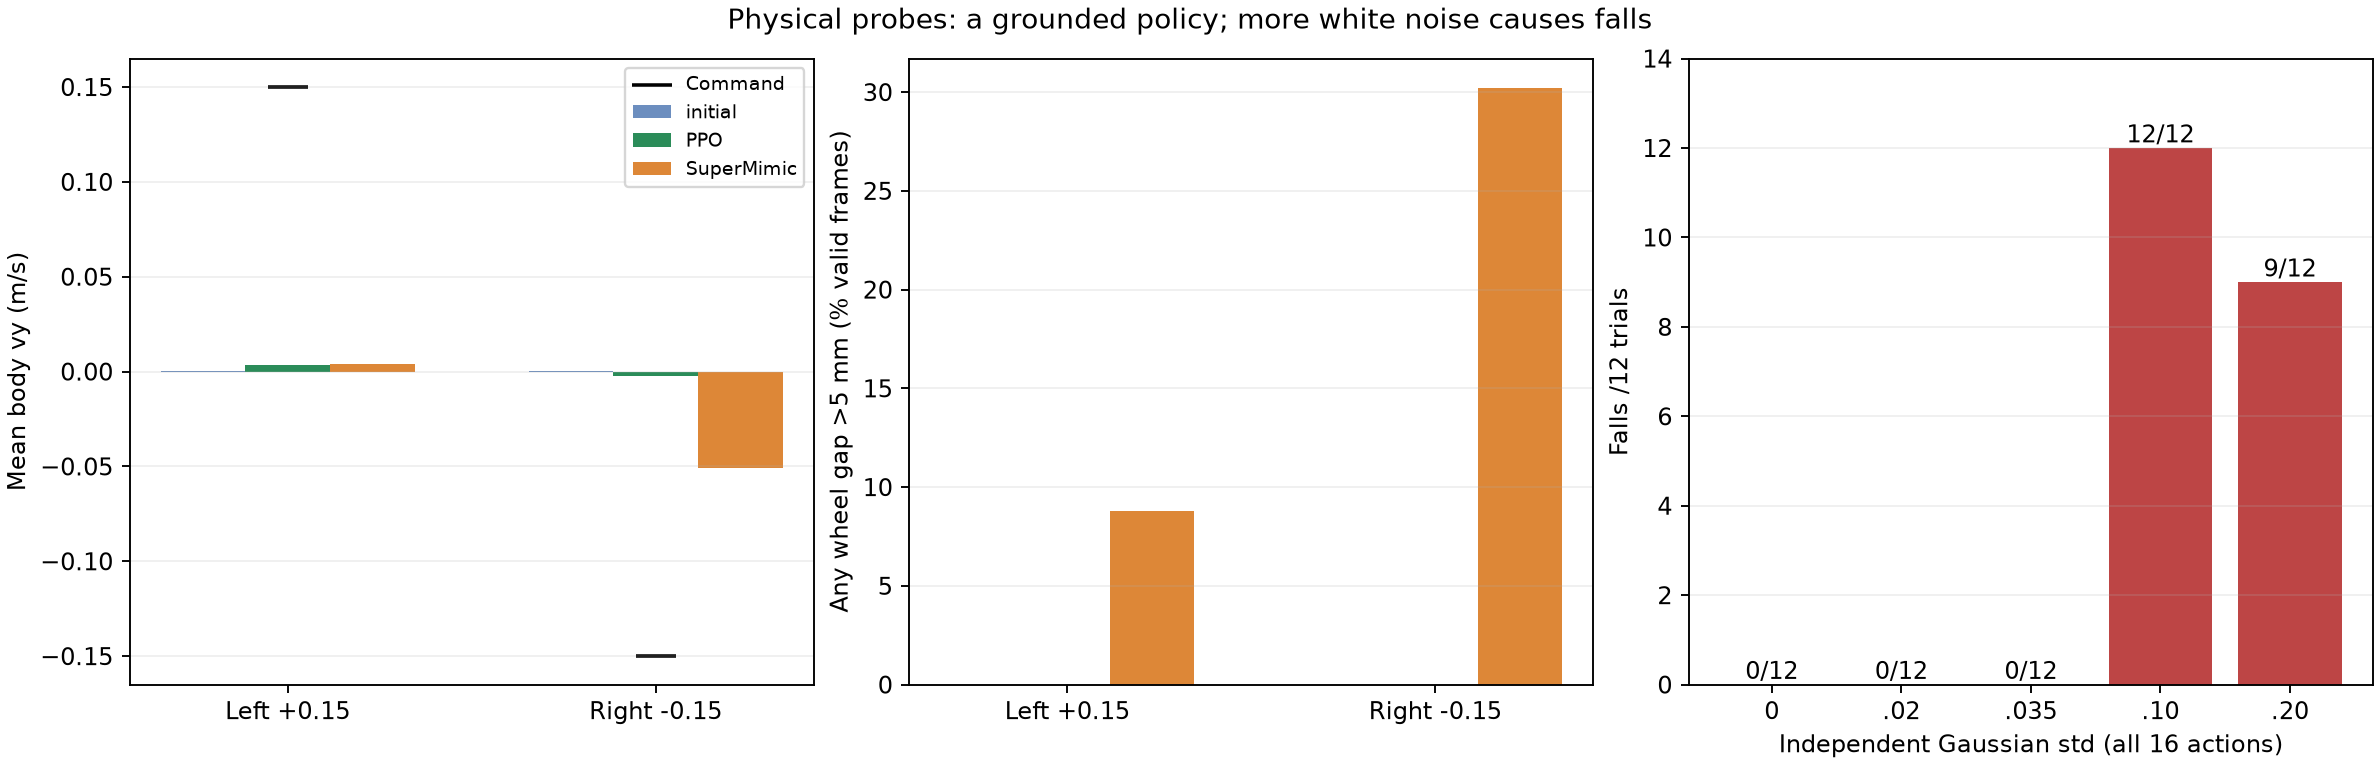 Physical probes: a grounded policy; more white noise causes falls
Mean body vy (m/s)
0.15
0.10
0.05
0.00
−0.05
−0.10
−0.15
Left +0.15
Right -0.15
Command
initial
PPO
SuperMimic
Any wheel gap >5 mm (% valid frames)
30
25
20
15
10
5
0
Left +0.15
Right -0.15
Falls /12 trials
14
12
10
8
6
4
2
0
0/12
0/12
0/12
12/12
9/12
0
.02
.035
.10
.20
Independent Gaussian std (all 16 actions)